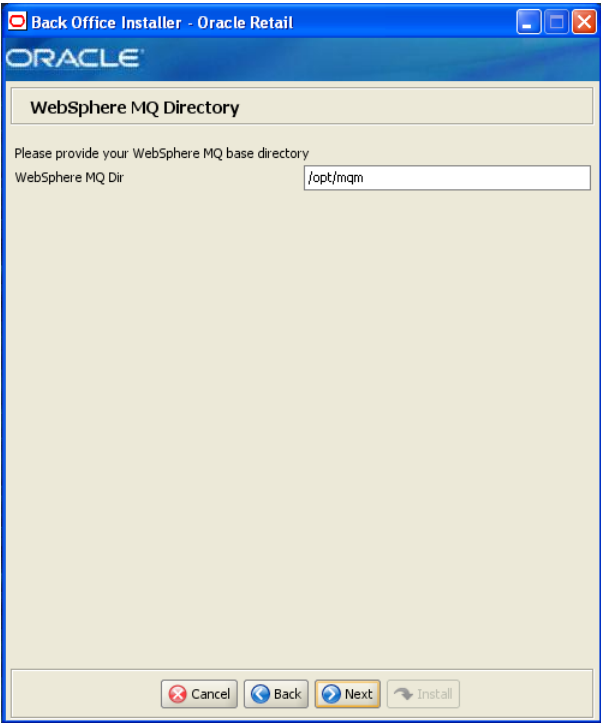 Back Office Installer - Oracle Retail
ORACLE
WebSphere MQ Directory
Please provide your WebSphere MQ base directory
WebSphere MQ Dir /opt/mqm
Cancel Back Next Install